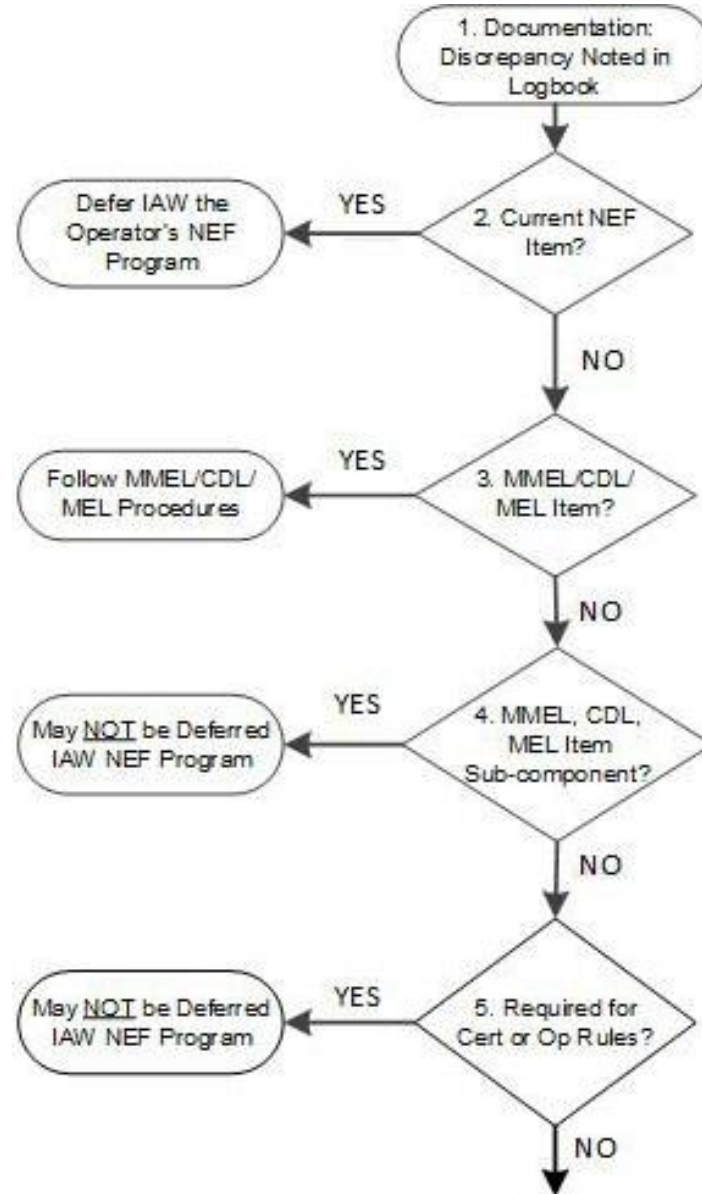 1. Documentation:
Discrepancy Noted in
Logbook
YES
Defer IAW the
Operator's NEF
Program
2. Current NEF
Item?
NO
YES
Follow MMEL/CDL/
MEL Procedures
3. MMEL/CDL/
MEL Item?
NO
YES
May NOT be Deferred
IAW NEF Program
4. MMEL, CDL,
MEL Item
Sub-component?
NO
YES
May NOT be Deferred
IAW NEF Program
5. Required for
Cert or Op Rules?
NO